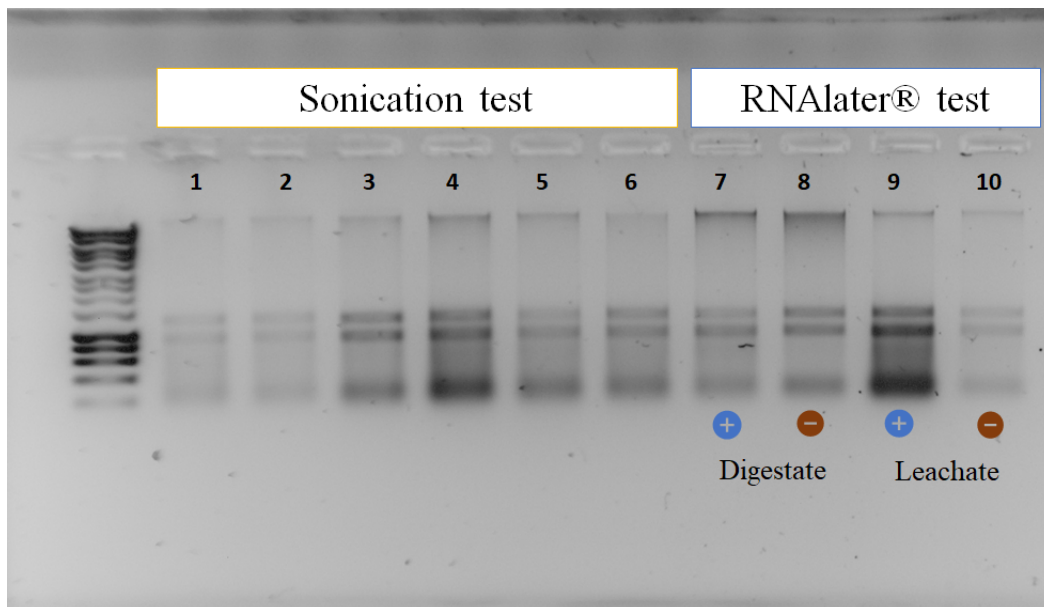 Sonication test RNAlater® test
1 2 3 4 5 6 7 8 9 10
+ − + −
Digestate Leachate